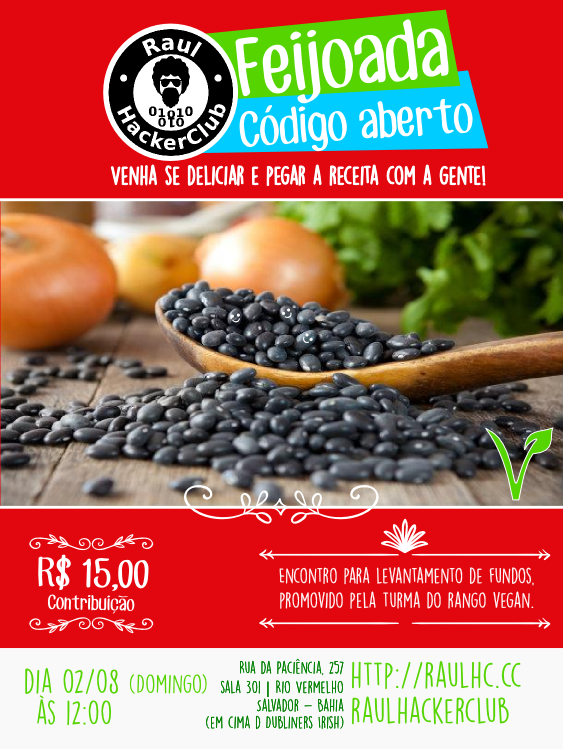 Raul
HackerClub
01010
010
Feijoada
Código aberto
VENHA SE DELICIAR E PEGAR A RECEITA COM A GENTE!
R$ 15,00
Contribuição
ENCONTRO PARA LEVANTAMENTO DE FUNDOS,
PROMOVIDO PELA TURMA DO RANGO VEGAN.
DIA 02/08 (DOMINGO)
ÀS 12:00
RUA DA PACIÊNCIA, 257
SALA 301 | RIO VERMELHO
SALVADOR – BAHIA
(EM CIMA D DUBLINERS IRISH)
HTTP://RAULHC.CC
RAULHACKERCLUB